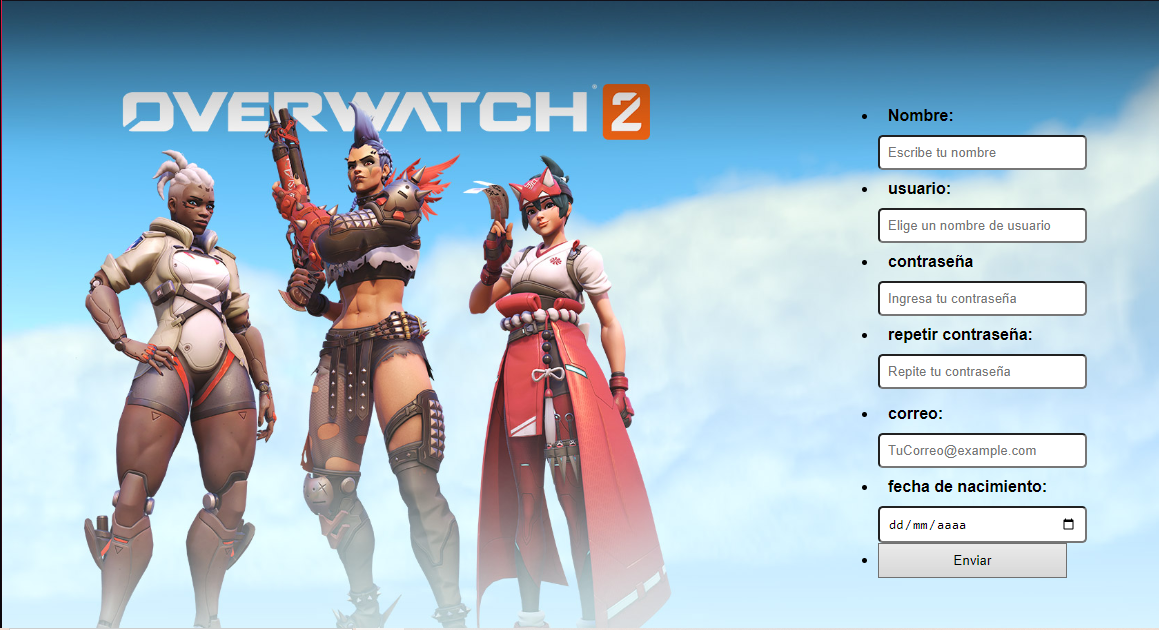 OVERWATCH 2
Nombre:
Escribe tu nombre
usuario:
Elige un nombre de usuario
contraseña
Ingresa tu contraseña
repetir contraseña:
Repite tu contraseña
correo:
TuCorreo@example.com
fecha de nacimiento:
dd/mm/aaaa
Enviar